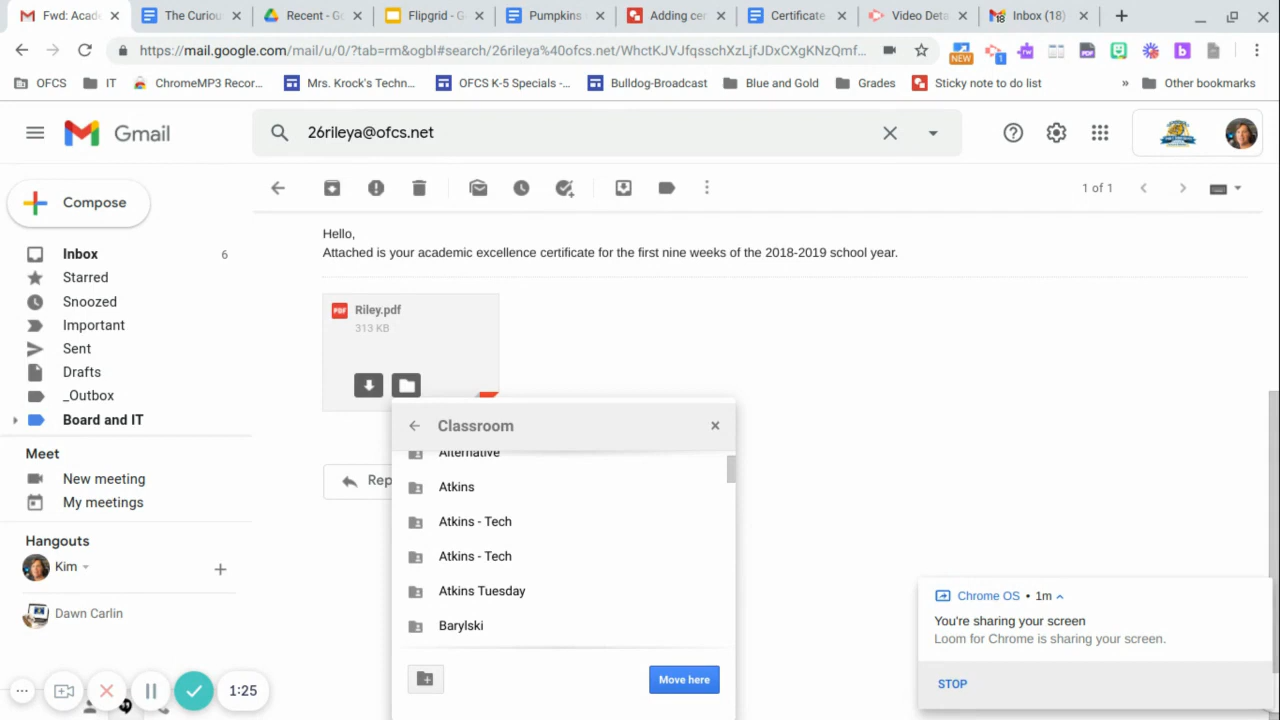 Fwd: Acade
The Curiou
Recent - Go
Flipgrid - G
Pumpkins
Adding cer
Certificate
Video Deta
Inbox (18)
https://mail.google.com/mail/u/0/?tab=rm&ogbl#search/26rileya%40ofcs.net/WhctKJVJfqsschXzLjfJDxCXgKNzQmf...
NEW
1
OFCS
IT
ChromeMP3 Recor...
Mrs. Krock's Techn...
OFCS K-5 Specials -...
Bulldog-Broadcast
Blue and Gold
Grades
Sticky note to do list
»
Other bookmarks
Gmail
26rileya@ofcs.net
Compose
1 of 1
Inbox 6
Starred
Snoozed
Important
Sent
Drafts
_Outbox
Board and IT
Meet
New meeting
My meetings
Hangouts
Kim
Dawn Carlin
Hello,
Attached is your academic excellence certificate for the first nine weeks of the 2018-2019 school year.
PDF Riley.pdf
313 KB
Rep
Classroom
Alternative
Atkins
Atkins - Tech
Atkins - Tech
Atkins Tuesday
Barylski
Move here
Chrome OS • 1m
You're sharing your screen
Loom for Chrome is sharing your screen.
STOP
1:25